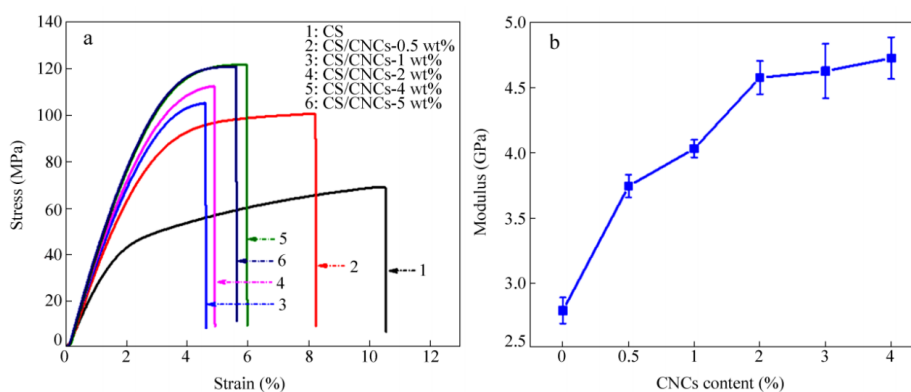 a
1: CS
2: CS/CNCs-0.5 wt%
3: CS/CNCs-1 wt%
4: CS/CNCs-2 wt%
5: CS/CNCs-4 wt%
6: CS/CNCs-5 wt%
140
120
100
80
60
40
20
0
Stress (MPa)
5
6
4
3
2
1
0 2 4 6 8 10 12
Strain (%)
b
5.0
4.5
4.0
3.5
3.0
2.5
Modulus (GPa)
0 0.5 1 2 3 4
CNCs content (%)